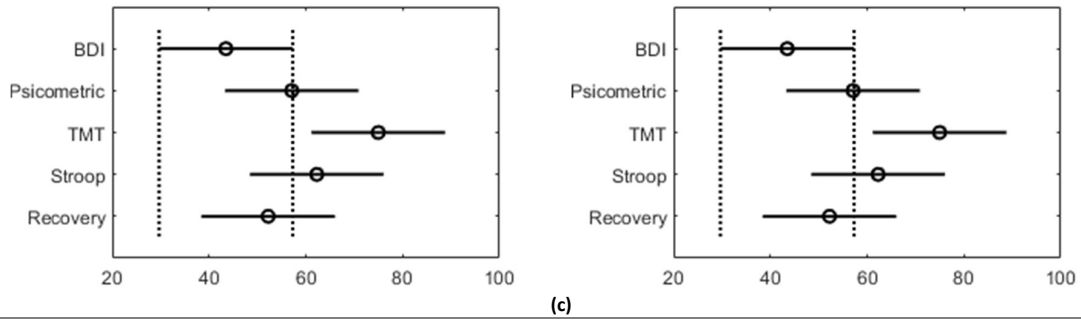 BDI
Psicometric
TMT
Stroop
Recovery
20 40 60 80 100
BDI
Psicometric
TMT
Stroop
Recovery
20 40 60 80 100
(c)